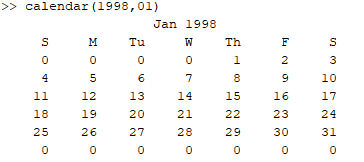 >> calendar(1998,01)
Jan 1998
S M Tu W Th F S
0 0 0 0 1 2 3
4 5 6 7 8 9 10
11 12 13 14 15 16 17
18 19 20 21 22 23 24
25 26 27 28 29 30 31
0 0 0 0 0 0 0